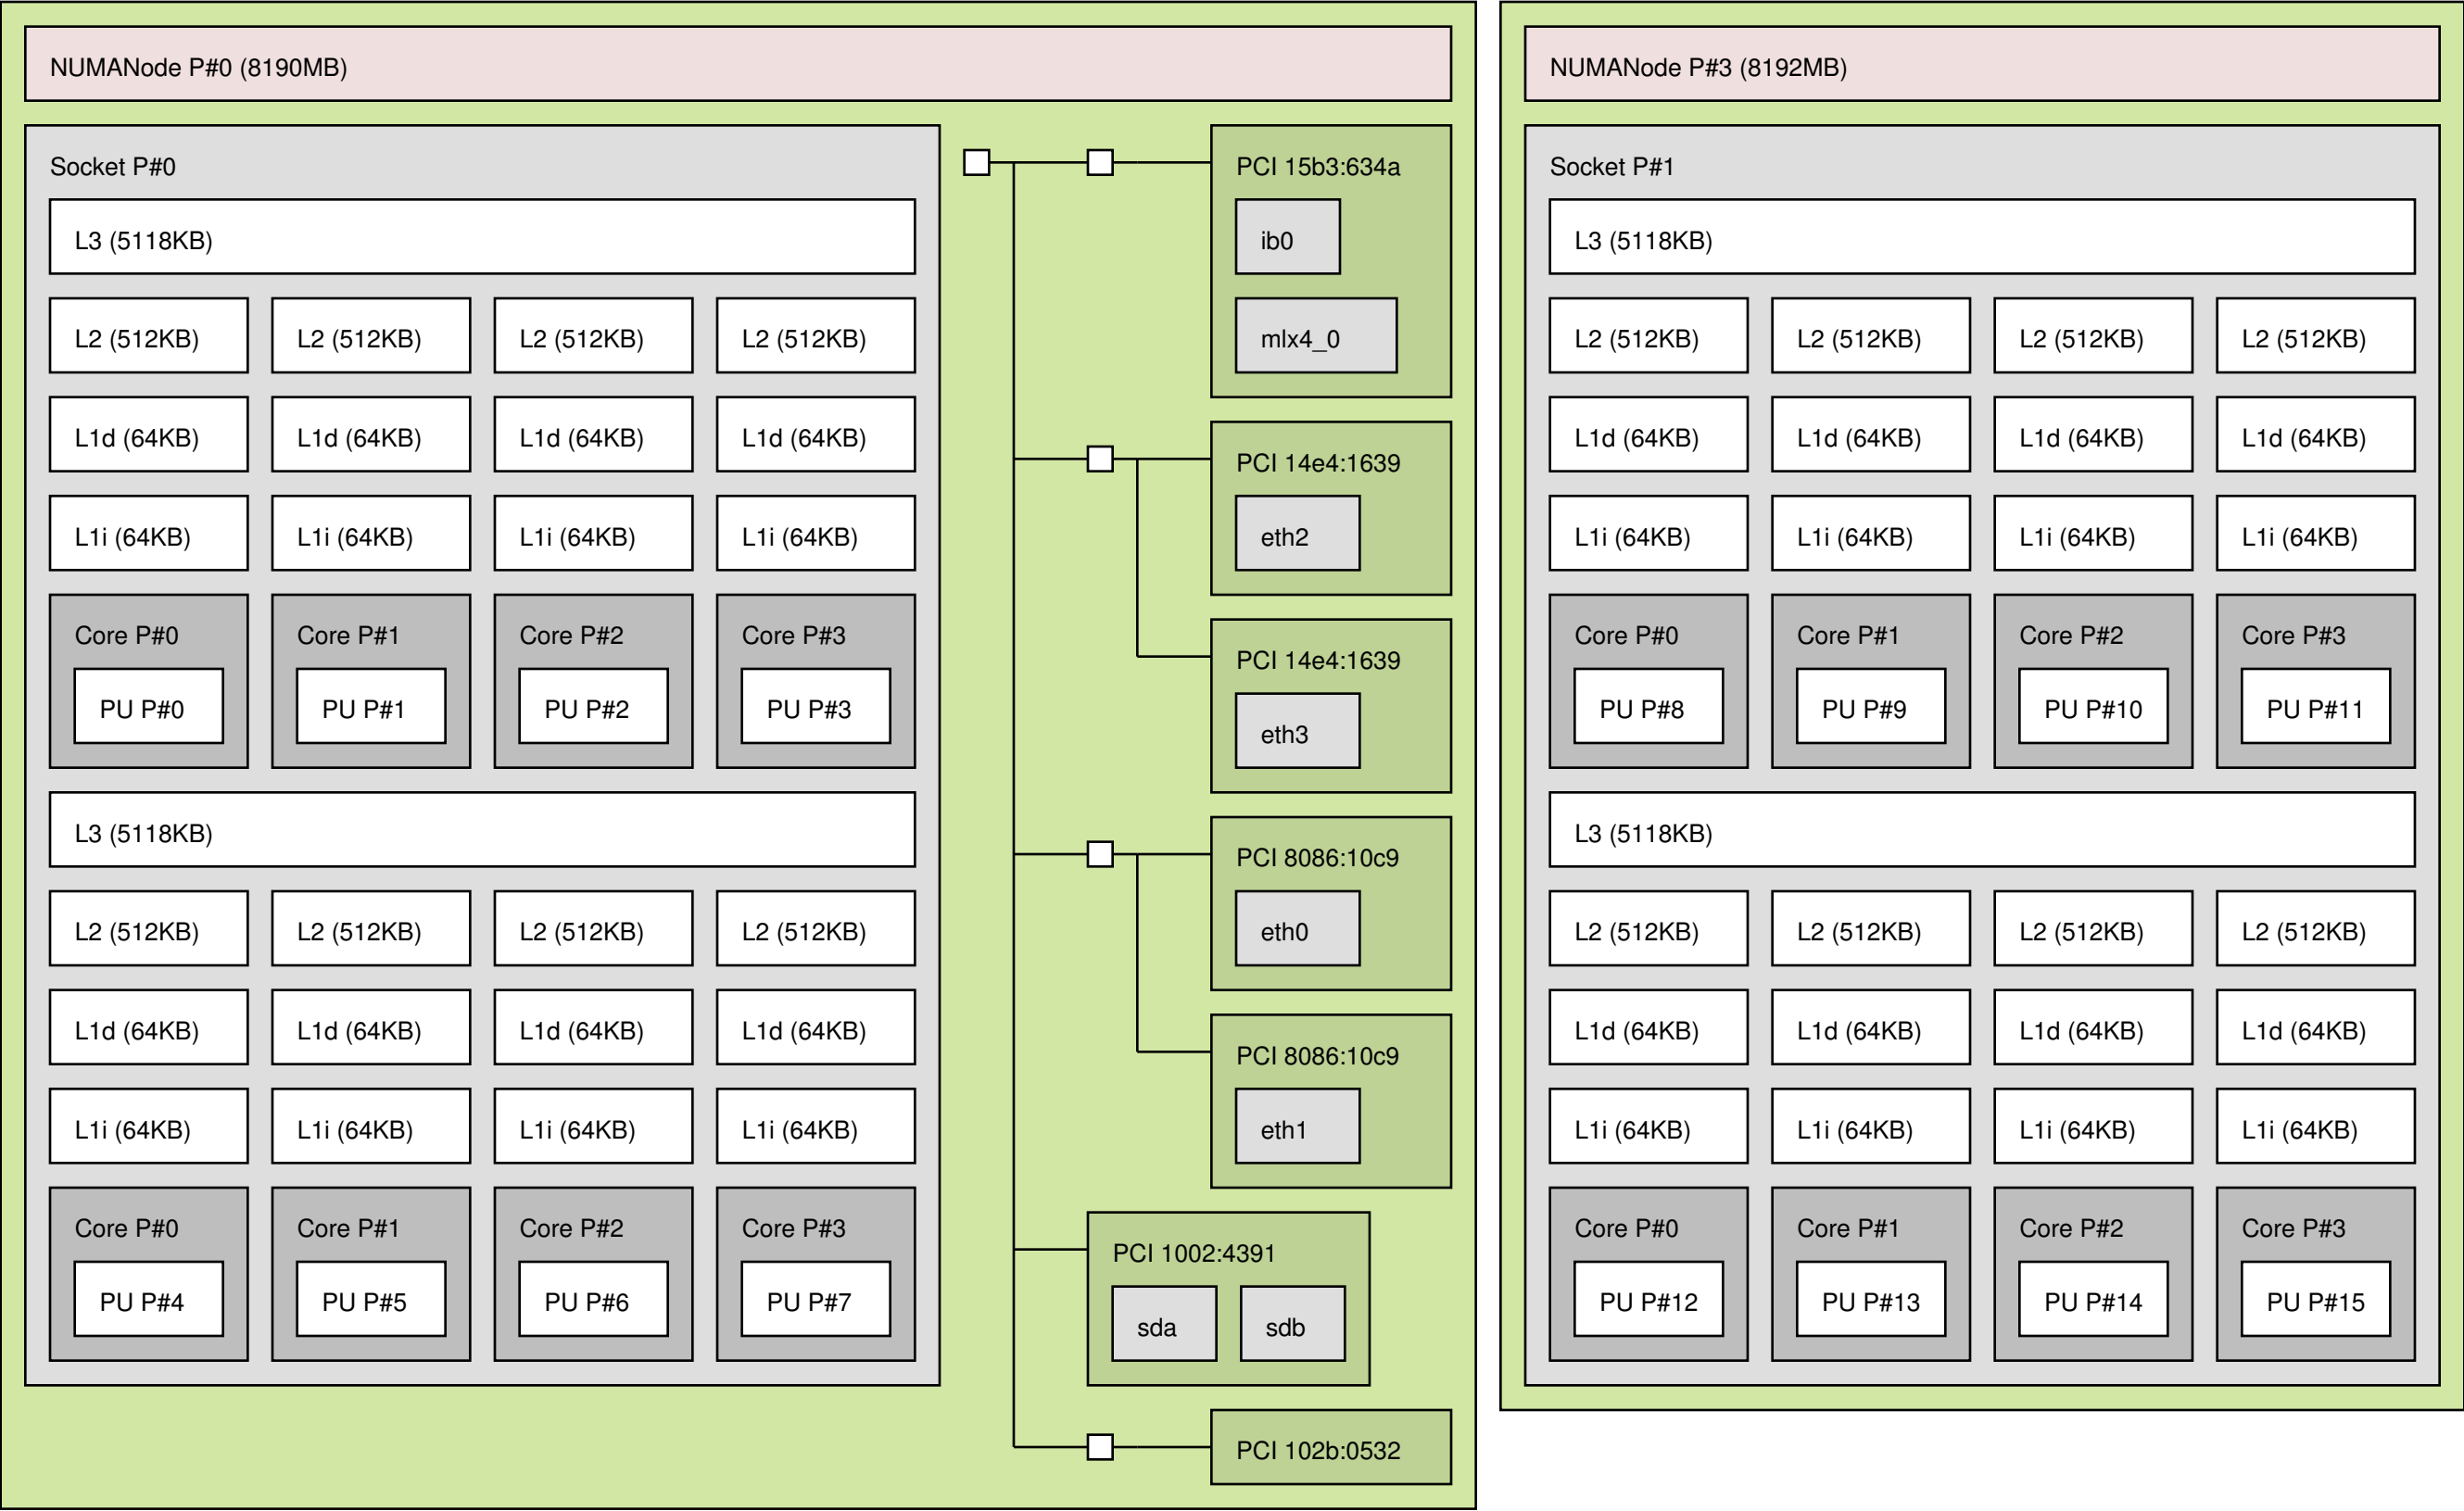 NUMANode P#0 (8190MB)
Socket P#0
L3 (5118KB)
L2 (512KB) L2 (512KB) L2 (512KB) L2 (512KB)
L1d (64KB) L1d (64KB) L1d (64KB) L1d (64KB)
L1i (64KB) L1i (64KB) L1i (64KB) L1i (64KB)
Core P#0 Core P#1 Core P#2 Core P#3
PU P#0 PU P#1 PU P#2 PU P#3
L3 (5118KB)
L2 (512KB) L2 (512KB) L2 (512KB) L2 (512KB)
L1d (64KB) L1d (64KB) L1d (64KB) L1d (64KB)
L1i (64KB) L1i (64KB) L1i (64KB) L1i (64KB)
Core P#0 Core P#1 Core P#2 Core P#3
PU P#4 PU P#5 PU P#6 PU P#7
PCI 15b3:634a
ib0
mlx4_0
PCI 14e4:1639
eth2
PCI 14e4:1639
eth3
PCI 8086:10c9
eth0
PCI 8086:10c9
eth1
PCI 1002:4391
sda sdb
PCI 102b:0532
NUMANode P#3 (8192MB)
Socket P#1
L3 (5118KB)
L2 (512KB) L2 (512KB) L2 (512KB) L2 (512KB)
L1d (64KB) L1d (64KB) L1d (64KB) L1d (64KB)
L1i (64KB) L1i (64KB) L1i (64KB) L1i (64KB)
Core P#0 Core P#1 Core P#2 Core P#3
PU P#8 PU P#9 PU P#10 PU P#11
L3 (5118KB)
L2 (512KB) L2 (512KB) L2 (512KB) L2 (512KB)
L1d (64KB) L1d (64KB) L1d (64KB) L1d (64KB)
L1i (64KB) L1i (64KB) L1i (64KB) L1i (64KB)
Core P#0 Core P#1 Core P#2 Core P#3
PU P#12 PU P#13 PU P#14 PU P#15